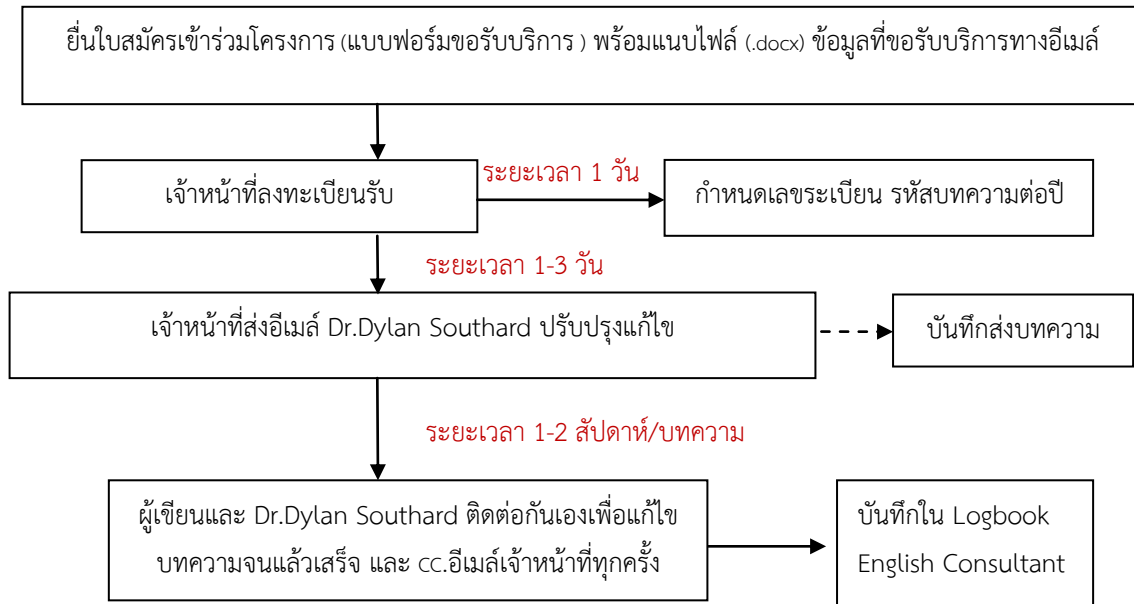 ยื่นใบสมัครเข้าร่วมโครงการ (แบบฟอร์มขอรับบริการ ) พร้อมแนบไฟล์ (.docx) ข้อมูลที่ขอรับบริการทางอีเมล์
ระยะเวลา 1 วัน
เจ้าหน้าที่ลงทะเบียนรับ
กำหนดเลขระเบียน รหัสบทความต่อปี
ระยะเวลา 1-3 วัน
เจ้าหน้าที่ส่งอีเมล์ Dr.Dylan Southard ปรับปรุงแก้ไข
บันทึกส่งบทความ
ระยะเวลา 1-2 สัปดาห์/บทความ
ผู้เขียนและ Dr.Dylan Southard ติดต่อกันเองเพื่อแก้ไข
บทความจนแล้วเสร็จ และ cc.อีเมล์เจ้าหน้าที่ทุกครั้ง
บันทึกใน Logbook
English Consultant